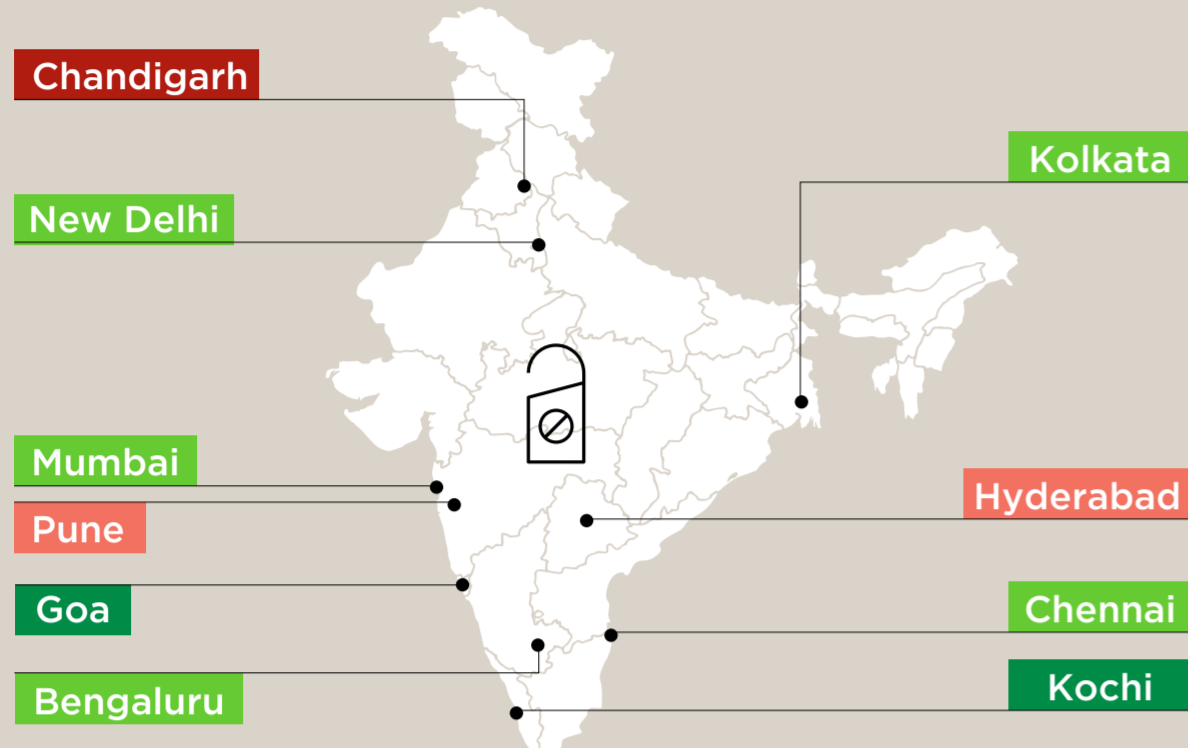 Chandigarh
Kolkata
New Delhi
Mumbai
Hyderabad
Pune
Goa
Chennai
Kochi
Bengaluru